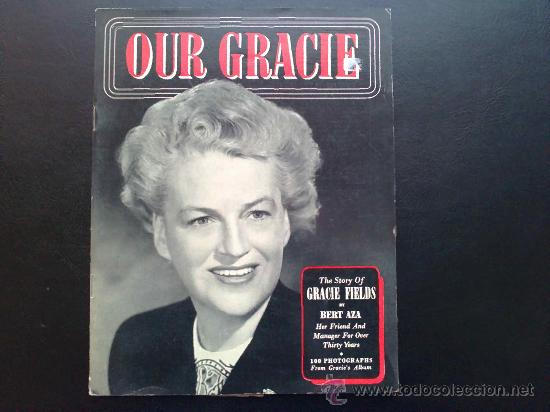 OUR GRACIE
The Story Of
GRACIE FIELDS
BY
BERT AZA
Her Friend And
Manager For Over
Thirty Years
100 PHOTOGRAPHS
From Gracie's Album
www.todocoleccion.net